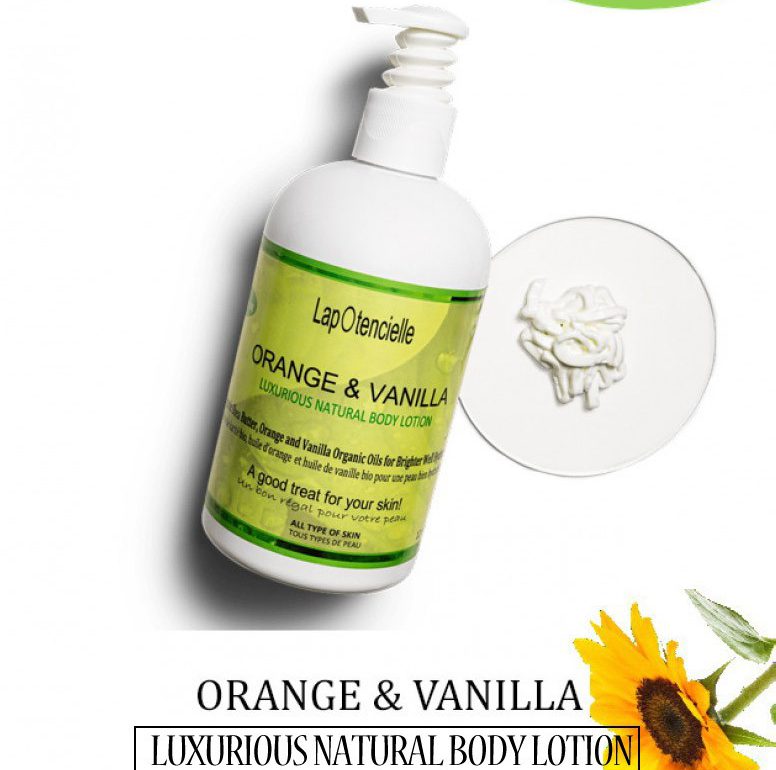 LapOtencielle
ORANGE & VANILLA
LUXURIOUS NATURAL BODY LOTION
Butter, Orange and Vanilla Organic Oils for Brighter Well
bio, huile d'orange et huile de vanille bio pour une peau bien
A good treat for your skin!
un bon régal pour votre peau
ALL TYPE OF SKIN
TOUS TYPES DE PEAU
ORANGE & VANILLA
LUXURIOUS NATURAL BODY LOTION